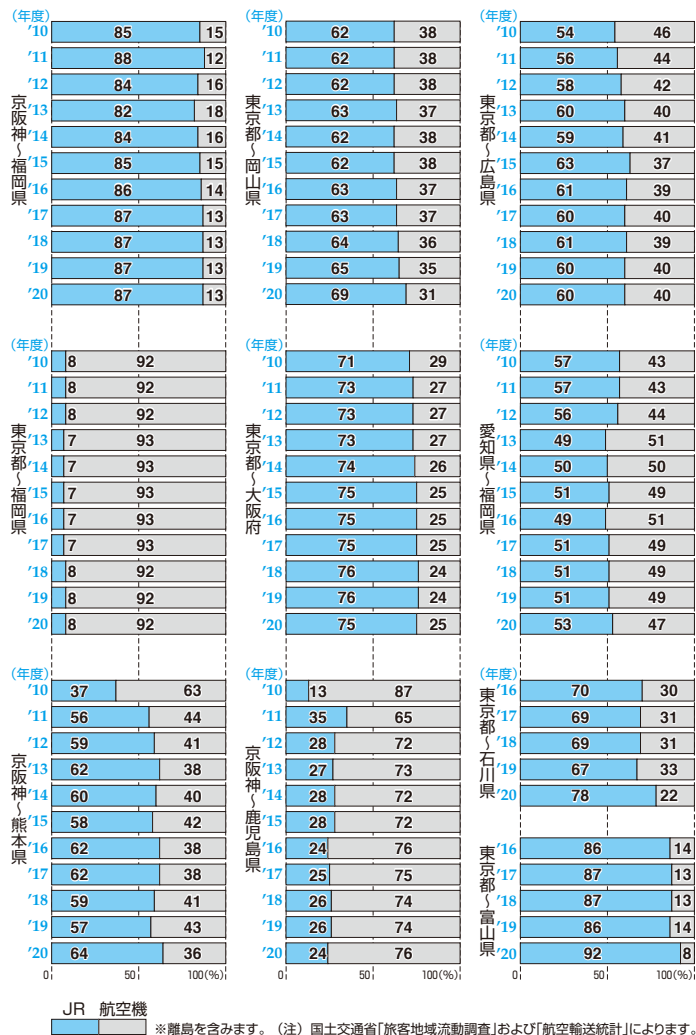 (年度)
京阪神～福岡県
'10 85 15
'11 88 12
'12 84 16
'13 82 18
'14 84 16
'15 85 15
'16 86 14
'17 87 13
'18 87 13
'19 87 13
'20 87 13
(年度)
東京都～岡山県
'10 62 38
'11 62 38
'12 62 38
'13 63 37
'14 62 38
'15 62 38
'16 63 37
'17 63 37
'18 64 36
'19 65 35
'20 69 31
(年度)
東京都～広島県
'10 54 46
'11 56 44
'12 58 42
'13 60 40
'14 59 41
'15 63 37
'16 61 39
'17 60 40
'18 61 39
'19 60 40
'20 60 40
(年度)
東京都～福岡県
'10 8 92
'11 8 92
'12 8 92
'13 7 93
'14 7 93
'15 7 93
'16 7 93
'17 7 93
'18 8 92
'19 8 92
'20 8 92
(年度)
東京都～大阪府
'10 71 29
'11 73 27
'12 73 27
'13 73 27
'14 74 26
'15 75 25
'16 75 25
'17 75 25
'18 76 24
'19 76 24
'20 75 25
(年度)
愛知県～福岡県
'10 57 43
'11 57 43
'12 56 44
'13 49 51
'14 50 50
'15 51 49
'16 49 51
'17 51 49
'18 51 49
'19 51 49
'20 53 47
(年度)
京阪神～熊本県
'10 37 63
'11 56 44
'12 59 41
'13 62 38
'14 60 40
'15 58 42
'16 62 38
'17 62 38
'18 59 41
'19 57 43
'20 64 36
0 50 100(%)
(年度)
京阪神～鹿児島県
'10 13 87
'11 35 65
'12 28 72
'13 27 73
'14 28 72
'15 28 72
'16 24 76
'17 25 75
'18 26 74
'19 26 74
'20 24 76
0 50 100(%)
(年度)
東京都～石川県
'16 70 30
'17 69 31
'18 69 31
'19 67 33
'20 78 22
東京都～富山県
'16 86 14
'17 87 13
'18 87 13
'19 86 14
'20 92 8
0 50 100(%)
JR 航空機
※離島を含みます。（注）国土交通省「旅客地域流動調査」および「航空輸送統計」によります。